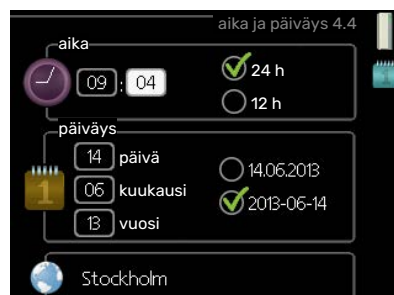 aika ja päiväys 4.4
aika
09 : 04
24 h
12 h
päiväys
14 päivä
06 kuukausi
13 vuosi
14.06.2013
2013-06-14
1
Stockholm